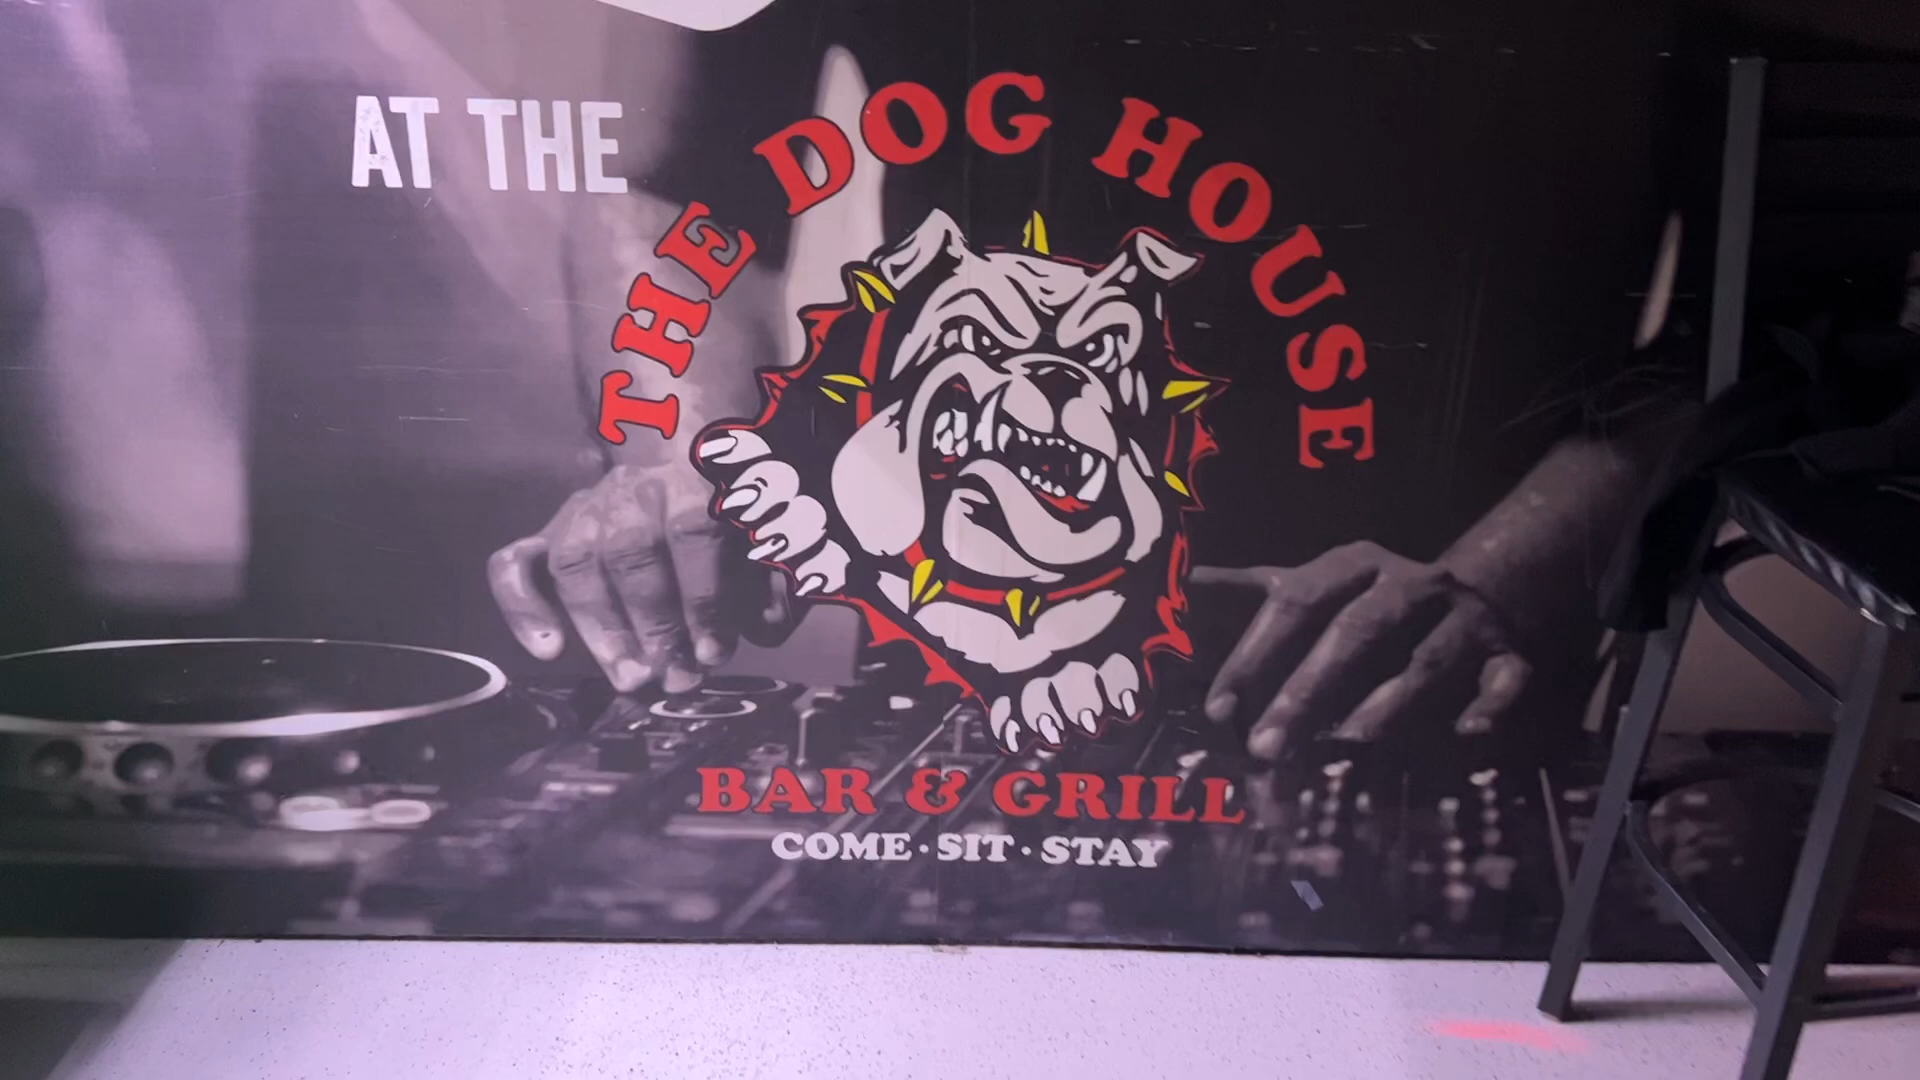 AT THE
THE DOG HOUSE
BAR & GRILL
COME · SIT · STAY